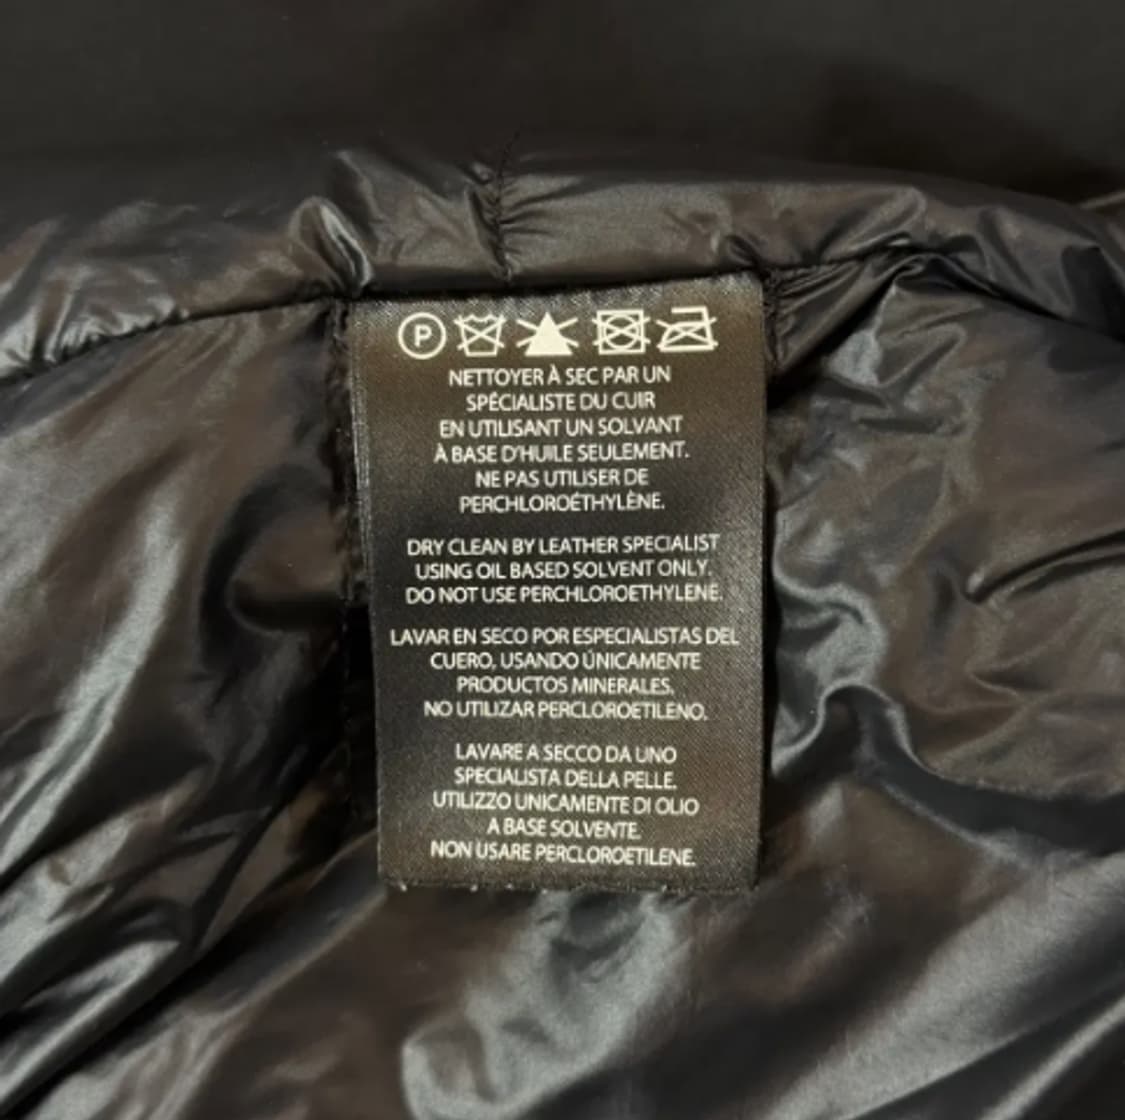 P
NETTOYER À SEC PAR UN
SPÉCIALISTE DU CUIR
EN UTILISANT UN SOLVANT
À BASE D'HUILE SEULEMENT.
NE PAS UTILISER DE
PERCHLOROÉTHYLÈNE.
DRY CLEAN BY LEATHER SPECIALIST
USING OIL BASED SOLVENT ONLY.
DO NOT USE PERCHLOROETHYLENE.
LAVAR EN SECO POR ESPECIALISTAS DEL
CUERO, USANDO ÚNICAMENTE
PRODUCTOS MINERALES.
NO UTILIZAR PERCLOROETILENO.
LAVARE A SECCO DA UNO
SPECIALISTA DELLA PELLE.
UTILIZZO UNICAMENTE DI OLIO
A BASE SOLVENTE.
NON USARE PERCLOROETILENE.